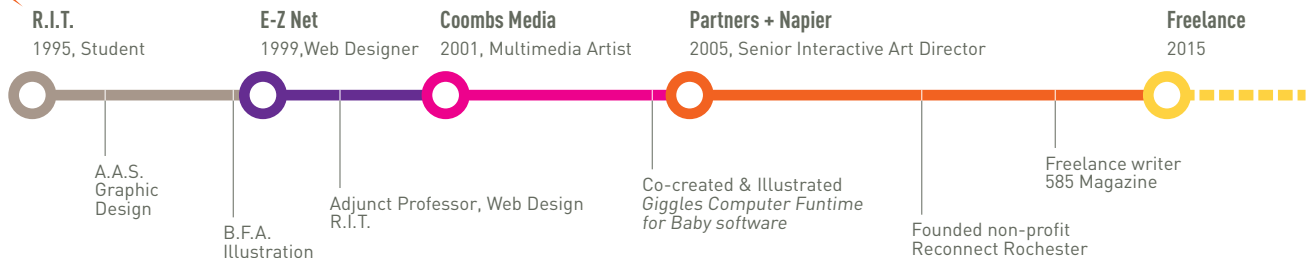 R.I.T.
1995, Student
E-Z Net
1999,Web Designer
Coombs Media
2001, Multimedia Artist
Partners + Napier
2005, Senior Interactive Art Director
Freelance
2015
A.A.S.
Graphic
Design
B.F.A.
Illustration
Adjunct Professor, Web Design
R.I.T.
Co-created & Illustrated
Giggles Computer Funtime
for Baby software
Founded non-profit
Reconnect Rochester
Freelance writer
585 Magazine